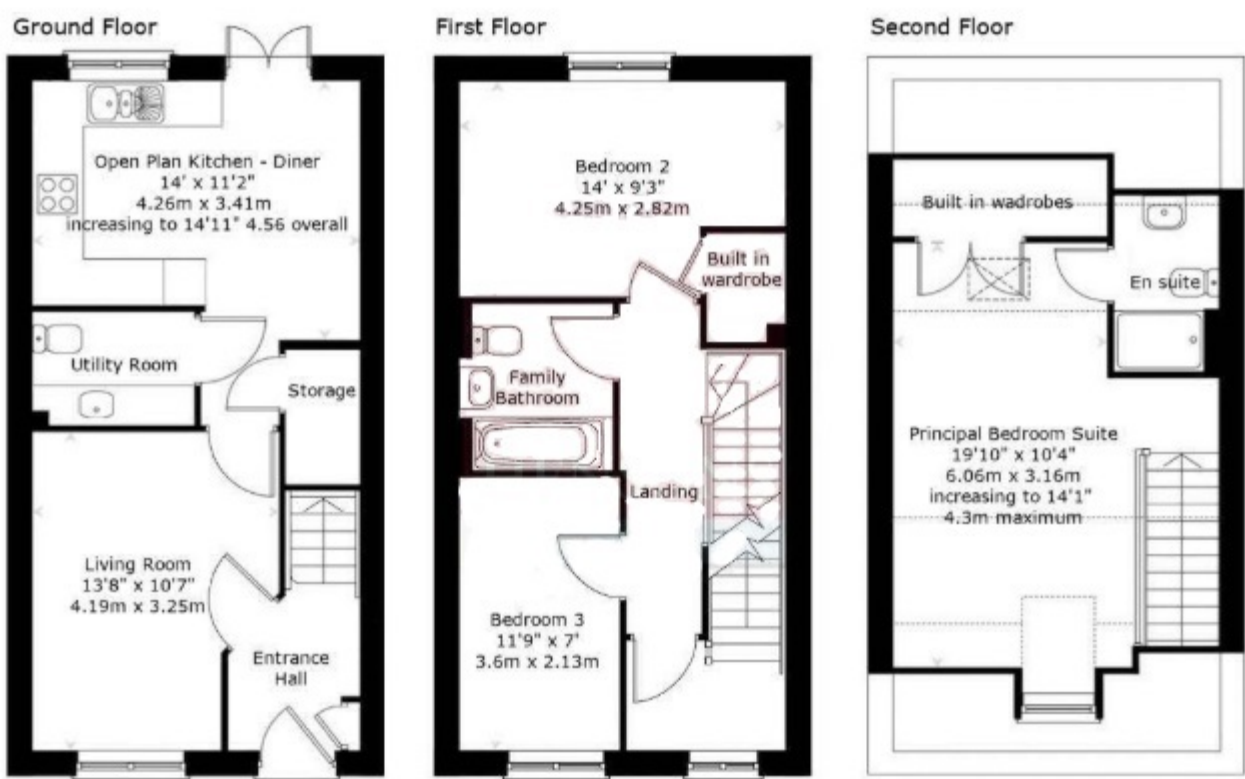 Ground Floor
Open Plan Kitchen - Diner
14' x 11'2"
4.26m x 3.41m
increasing to 14'11" 4.56 overall
Utility Room
Storage
Living Room
13'8" x 10'7"
4.19m x 3.25m
Entrance
Hall
First Floor
Bedroom 2
14' x 9'3"
4.25m x 2.82m
Built in
wardrobe
Family
Bathroom
Landing
Bedroom 3
11'9" x 7'
3.6m x 2.13m
Second Floor
Built in wadrobes
En suite
Principal Bedroom Suite
19'10" x 10'4"
6.06m x 3.16m
increasing to 14'1"
4.3m maximum